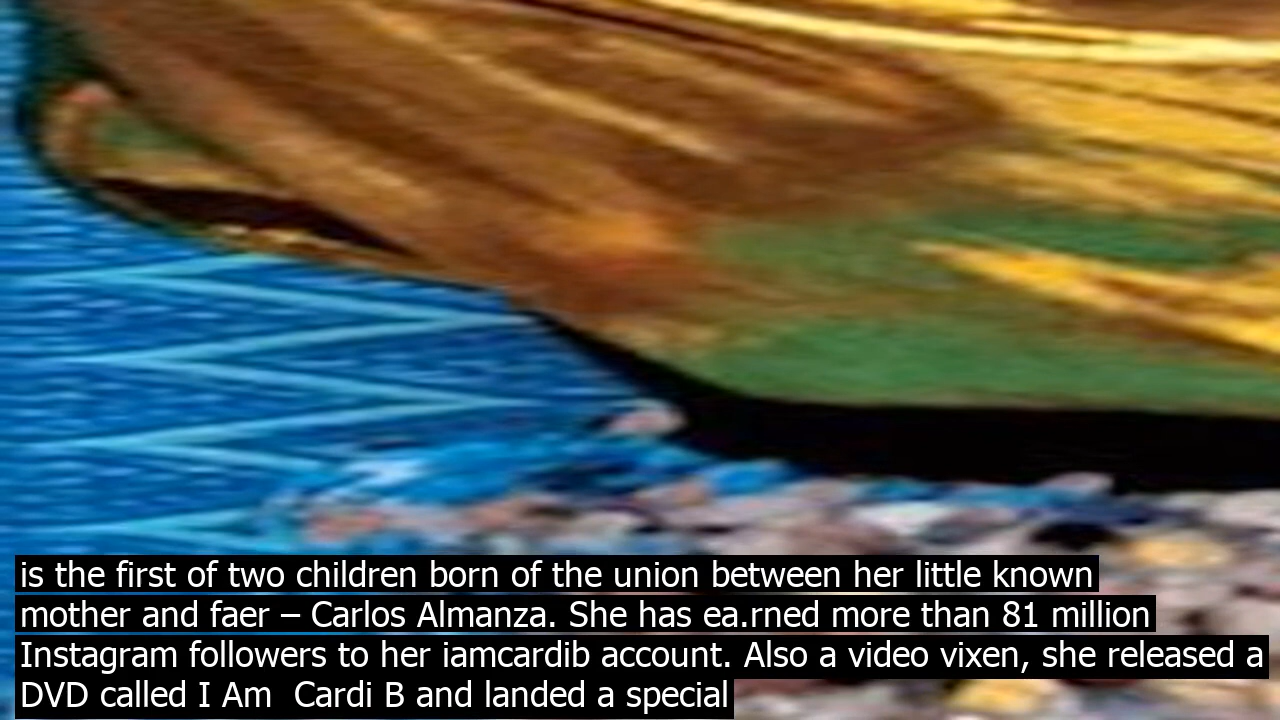 is the first of two children born of the union between her little known
mother and faer – Carlos Almanza. She has ea.rned more than 81 million
Instagram followers to her iamcardib account. Also a video vixen, she released a
DVD called I Am  Cardi B and landed a special